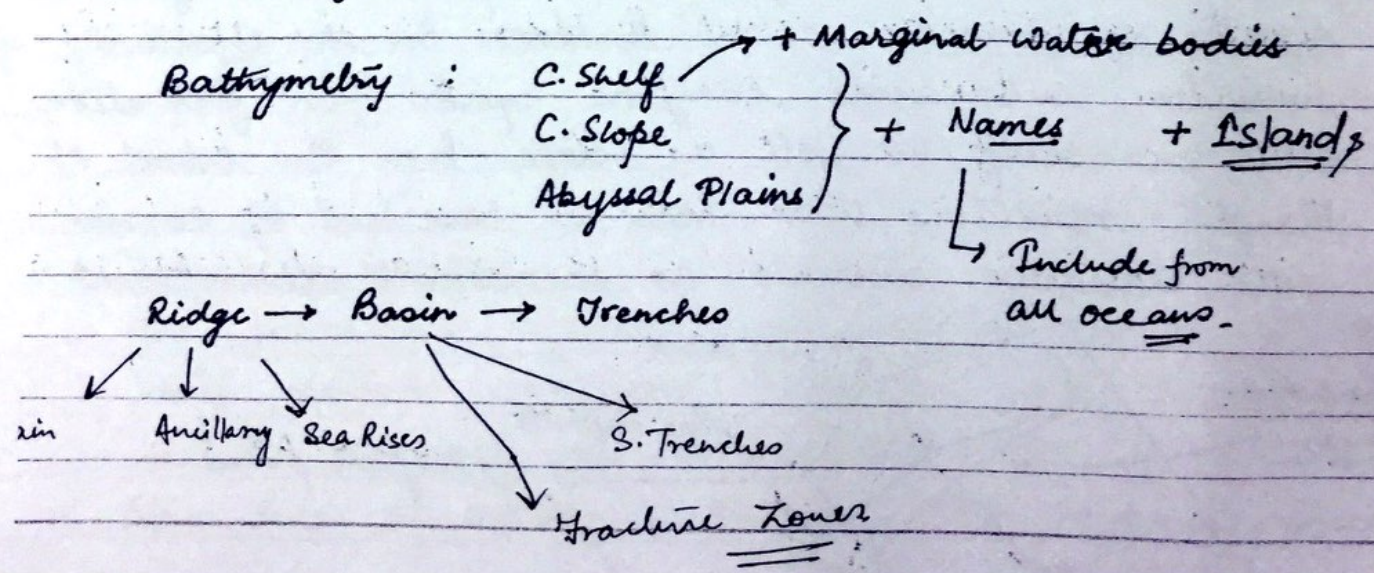 + Marginal Water bodies
Bathymetry : C. Shelf
C. Slope + Names + Islands
Abyssal Plains
Include from
Ridge → Basin → Trenches all oceans.
Ancillary Sea Rises S. Trenches
Fracture Zones